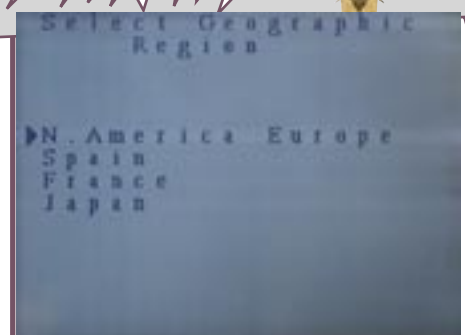 Select Geographic
Region
N.America Europe
Spain
France
Japan